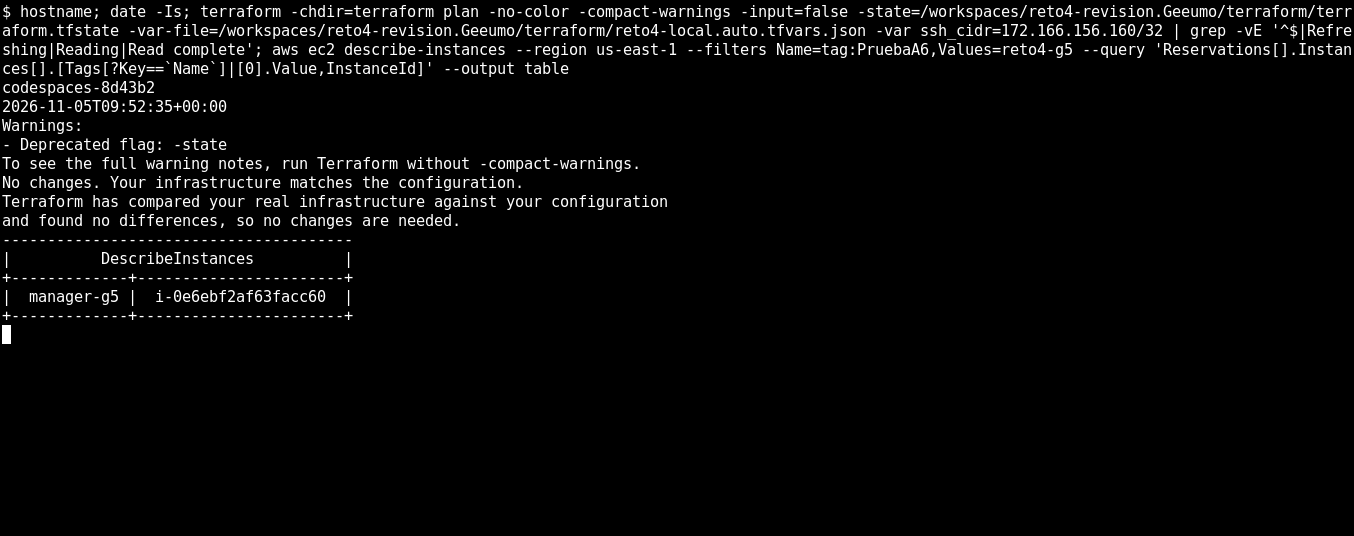 $ hostname; date -Is; terraform -chdir=terraform plan -no-color -compact-warnings -input=false -state=/workspaces/reto4-revision.Geeumo/terraform/terr
aform.tfstate -var-file=/workspaces/reto4-revision.Geeumo/terraform/reto4-local.auto.tfvars.json -var ssh_cidr=172.166.156.160/32 | grep -vE '^$|Refre
shing|Reading|Read complete'; aws ec2 describe-instances --region us-east-1 --filters Name=tag:PruebaA6,Values=reto4-g5 --query 'Reservations[].Instan
ces[].[Tags[?Key==`Name`]|[0].Value,InstanceId]' --output table
codespaces-8d43b2
2026-11-05T09:52:35+00:00
Warnings:
- Deprecated flag: -state
To see the full warning notes, run Terraform without -compact-warnings.
No changes. Your infrastructure matches the configuration.
Terraform has compared your real infrastructure against your configuration
and found no differences, so no changes are needed.
---------------------------------------
|          DescribeInstances          |
+-------------+-----------------------+
|  manager-g5 |  i-0e6ebf2af63facc60  |
+-------------+-----------------------+